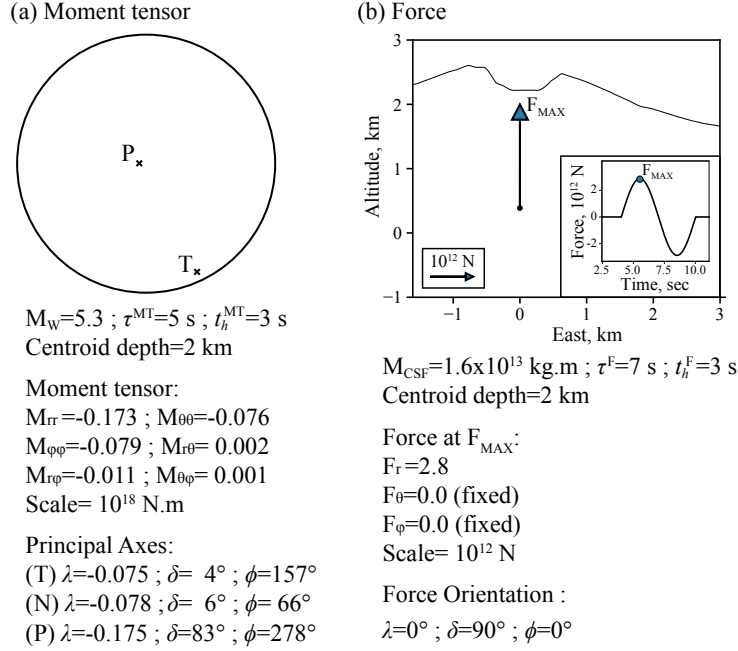 (a) Moment tensor
P
T
M_W=5.3 ; τ^MT=5 s ; t_h^MT=3 s
Centroid depth=2 km
Moment tensor:
Mrr=-0.173 ; Mθθ=-0.076
Mφφ=-0.079 ; Mrθ= 0.002
Mrφ=-0.011 ; Mθφ= 0.001
Scale= 10^18 N.m
Principal Axes:
(T) λ=-0.075 ; δ= 4° ; ϕ=157°
(N) λ=-0.078 ; δ= 6° ; ϕ= 66°
(P) λ=-0.175 ; δ=83° ; ϕ=278°
(b) Force
3
2
1
0
−1
Altitude, km
F_MAX
10^12 N
F_MAX
Force, 10^12 N
2
0
-2
2.5 5.0 7.5 10.0
Time, sec
−1 0 1 2 3
East, km
M_CSF=1.6x10^13 kg.m ; τ^F=7 s ; t_h^F=3 s
Centroid depth=2 km
Force at F_MAX:
Fr=2.8
Fθ=0.0 (fixed)
Fφ=0.0 (fixed)
Scale= 10^12 N
Force Orientation :
λ=0° ; δ=90° ; ϕ=0°